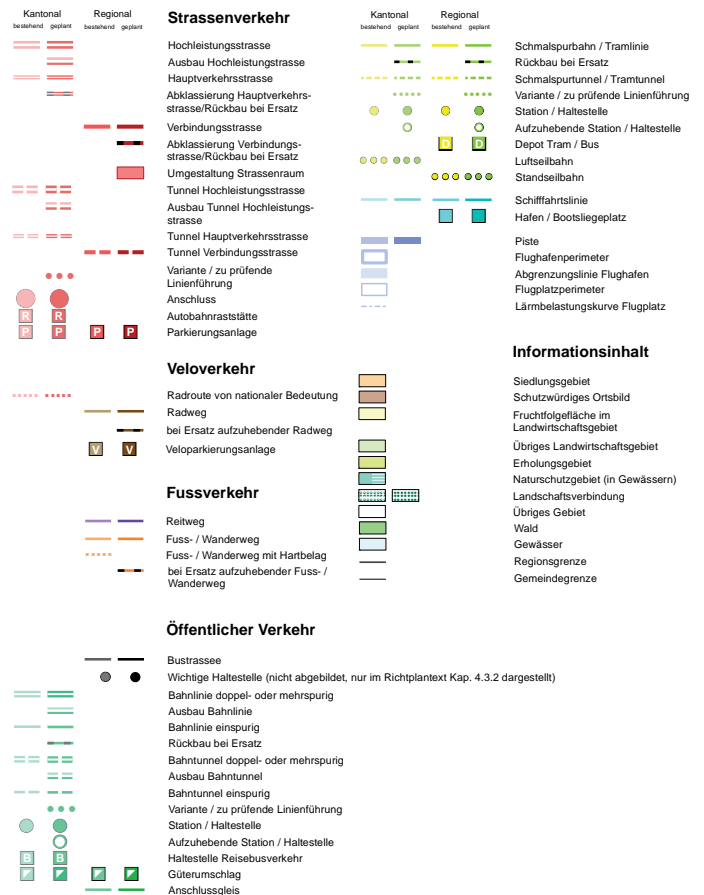 Kantonal Regional
bestehend geplant bestehend geplant
Strassenverkehr
Hochleistungsstrasse
Ausbau Hochleistungsstrasse
Hauptverkehrsstrasse
Abklassierung Hauptverkehrs-
strasse/Rückbau bei Ersatz
Verbindungsstrasse
Abklassierung Verbindungs-
strasse/Rückbau bei Ersatz
Umgestaltung Strassenraum
Tunnel Hochleistungsstrasse
Ausbau Tunnel Hochleistungs-
strasse
Tunnel Hauptverkehrsstrasse
Tunnel Verbindungsstrasse
Variante / zu prüfende
Linienführung
Anschluss
R R Autobahnraststätte
P P P P Parkierungsanlage
Veloverkehr
Radroute von nationaler Bedeutung
Radweg
bei Ersatz aufzuhebender Radweg
V V Veloparkierungsanlage
Fussverkehr
Reitweg
Fuss- / Wanderweg
Fuss- / Wanderweg mit Hartbelag
bei Ersatz aufzuhebender Fuss- /
Wanderweg
Öffentlicher Verkehr
Bustrassee
Wichtige Haltestelle (nicht abgebildet, nur im Richtplantext Kap. 4.3.2 dargestellt)
Bahnlinie doppel- oder mehrspurig
Ausbau Bahnlinie
Bahnlinie einspurig
Rückbau bei Ersatz
Bahntunnel doppel- oder mehrspurig
Ausbau Bahntunnel
Bahntunnel einspurig
Variante / zu prüfende Linienführung
Station / Haltestelle
Aufzuhebende Station / Haltestelle
B B Haltestelle Reisebusverkehr
Güterumschlag
Anschlussgleis
Kantonal Regional
bestehend geplant bestehend geplant
Schmalspurbahn / Tramlinie
Rückbau bei Ersatz
Schmalspurtunnel / Tramtunnel
Variante / zu prüfende Linienführung
Station / Haltestelle
Aufzuhebende Station / Haltestelle
D D Depot Tram / Bus
Luftseilbahn
Standseilbahn
Schifffahrtslinie
Hafen / Bootsliegeplatz
Piste
Flughafenperimeter
Abgrenzungslinie Flughafen
Flugplatzperimeter
Lärmbelastungskurve Flugplatz
Informationsinhalt
Siedlungsgebiet
Schutzwürdiges Ortsbild
Fruchtfolgefläche im
Landwirtschaftsgebiet
Übriges Landwirtschaftsgebiet
Erholungsgebiet
Naturschutzgebiet (in Gewässern)
Landschaftsverbindung
Übriges Gebiet
Wald
Gewässer
Regionsgrenze
Gemeindegrenze